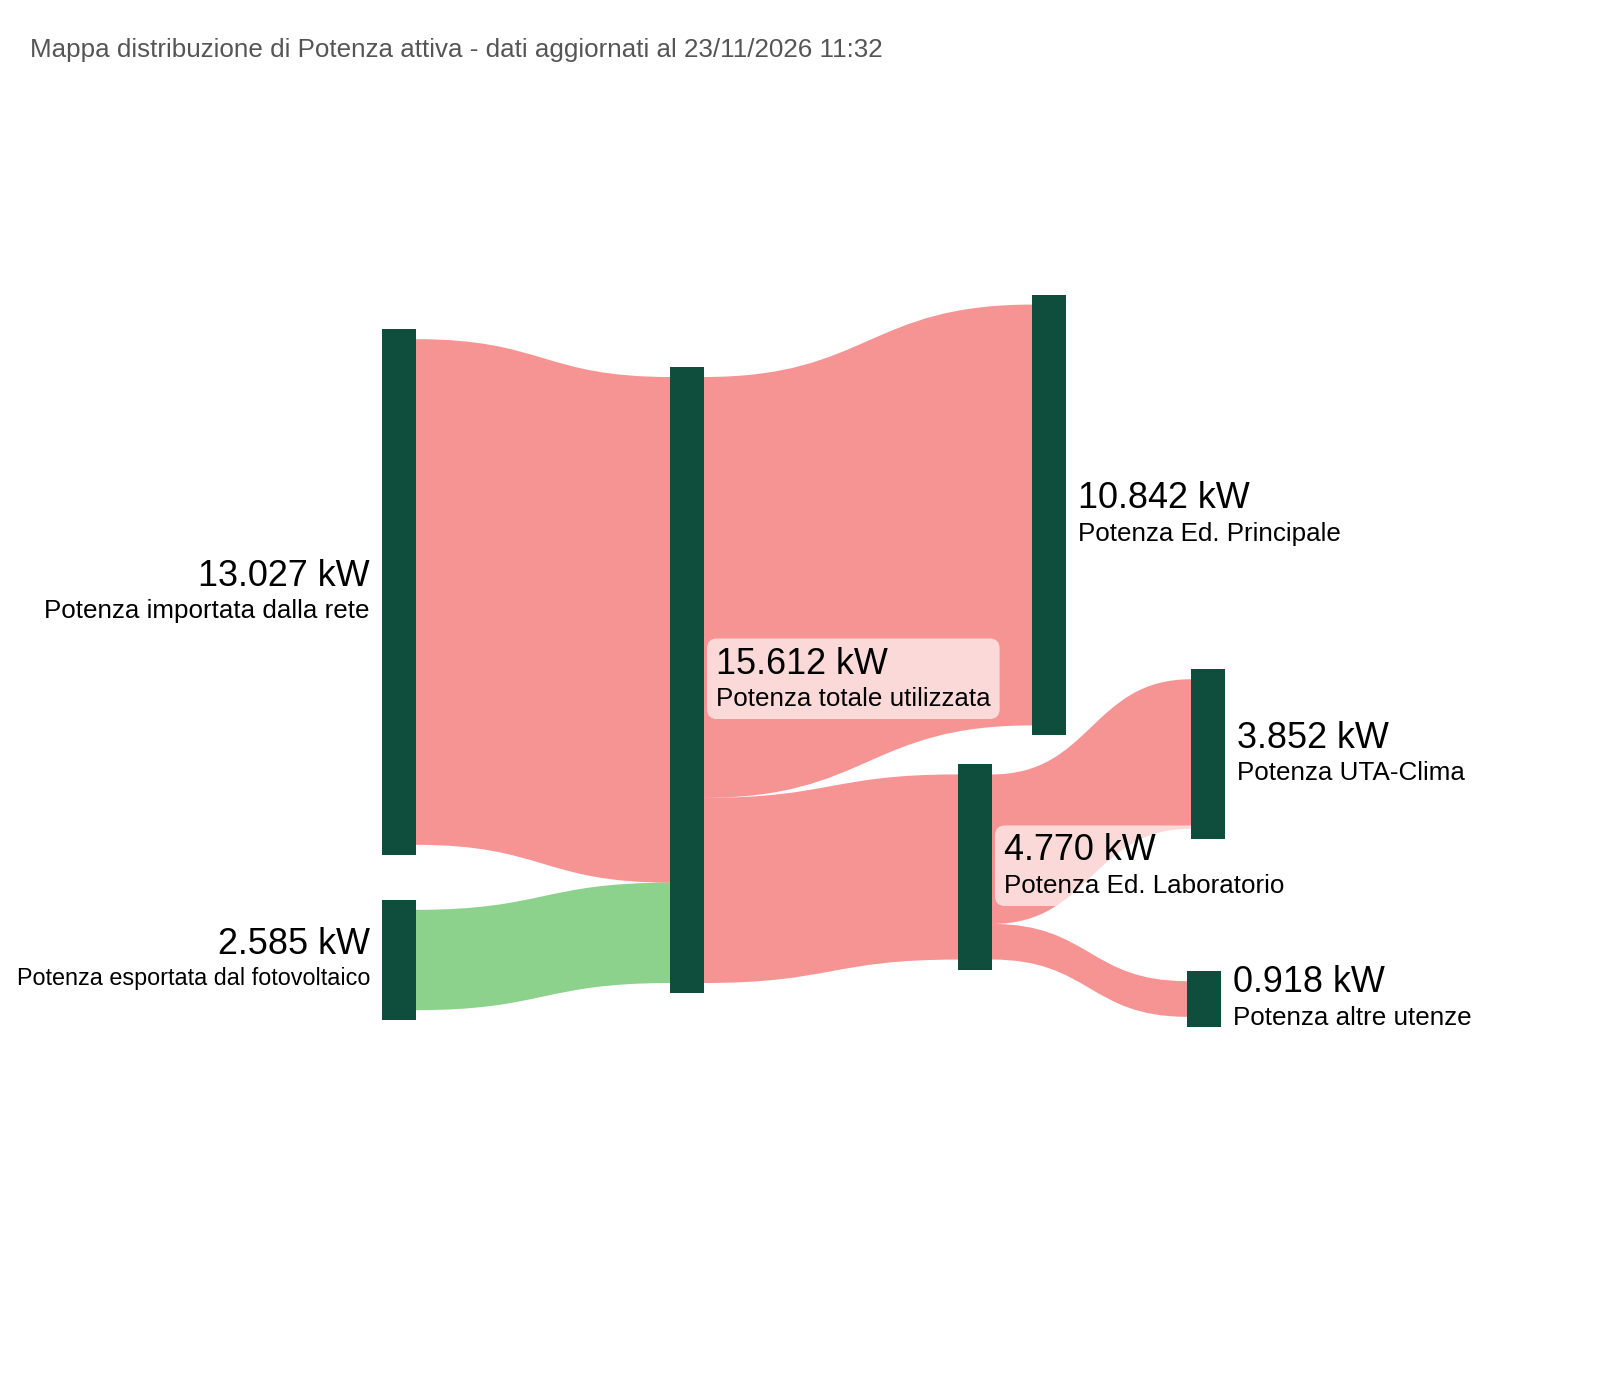 Mappa distribuzione di Potenza attiva - dati aggiornati al 23/11/2026 11:32
10.842 kW
Potenza Ed. Principale
13.027 kW
Potenza importata dalla rete
15.612 kW
Potenza totale utilizzata
3.852 kW
Potenza UTA-Clima
4.770 kW
Potenza Ed. Laboratorio
2.585 kW
Potenza esportata dal fotovoltaico
0.918 kW
Potenza altre utenze